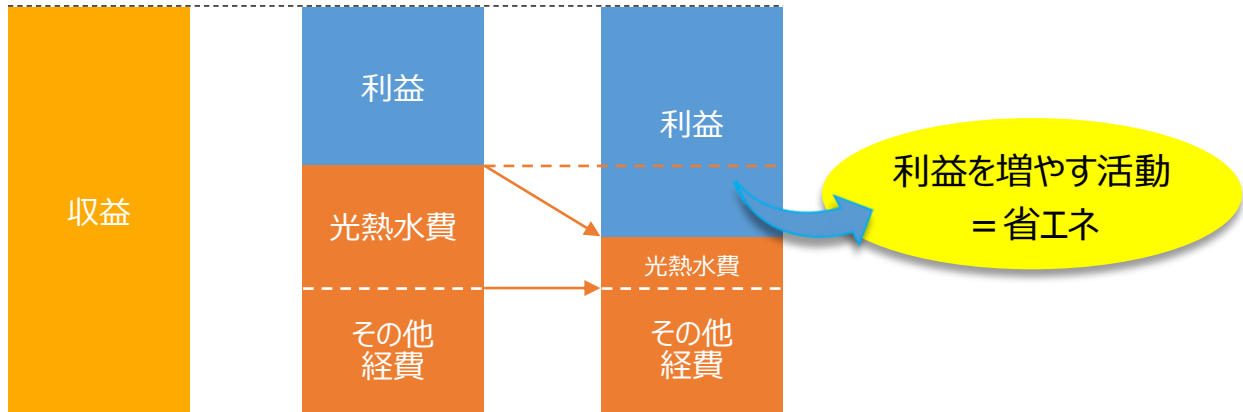 収益
利益
光熱水費
その他
経費
利益
光熱水費
その他
経費
利益を増やす活動
=省エネ